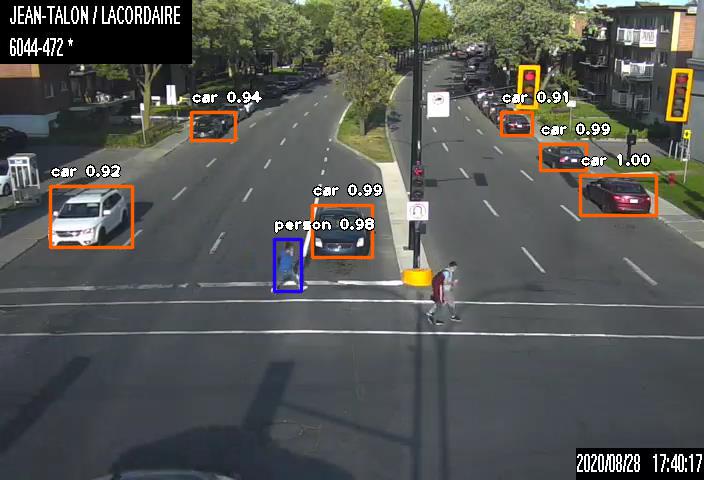 JEAN-TALON / LACORDAIRE
6044-472 *
car 0.94
car 0.91
car 0.99
car 1.00
car 0.92
car 0.99
person 0.98
2020/08/28 17:40:17